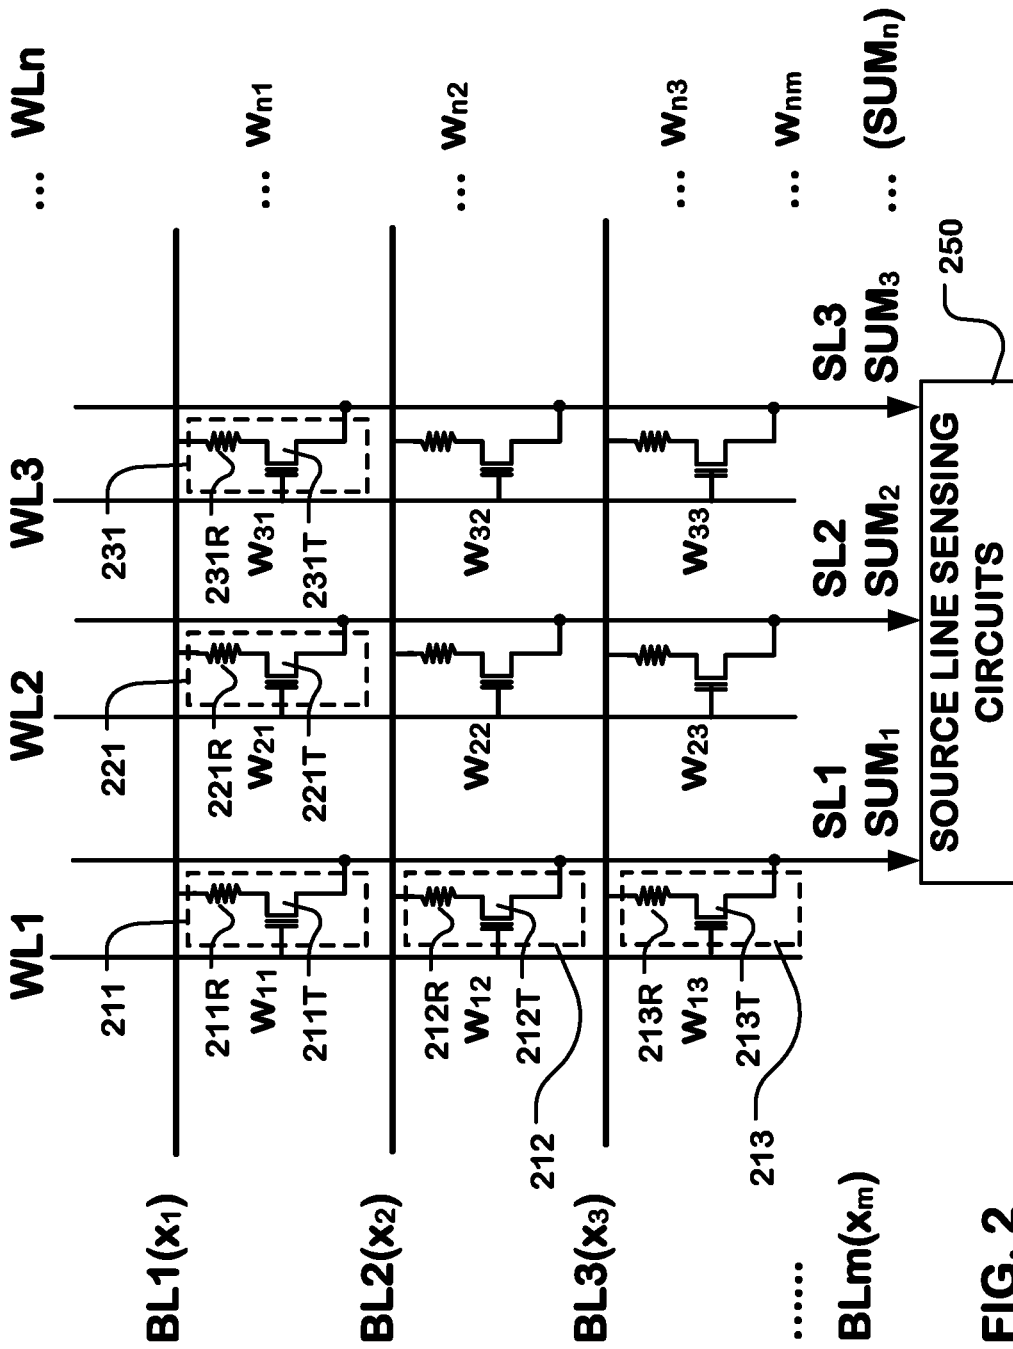 WL1 WL2 WL3 ... WLn
211 221 231
BL1(x1)
211R 221R 231R
W11 W21 W31 ... Wn1
211T 221T 231T
BL2(x2)
212R
W12 W22 W32 ... Wn2
212T
212
BL3(x3)
213R
W13 W23 W33 ... Wn3
213T
213
...... ... Wnm
SL1 SL2 SL3
BLm(xm) SUM1 SUM2 SUM3 ... (SUMn)
250
SOURCE LINE SENSING
CIRCUITS
FIG. 2